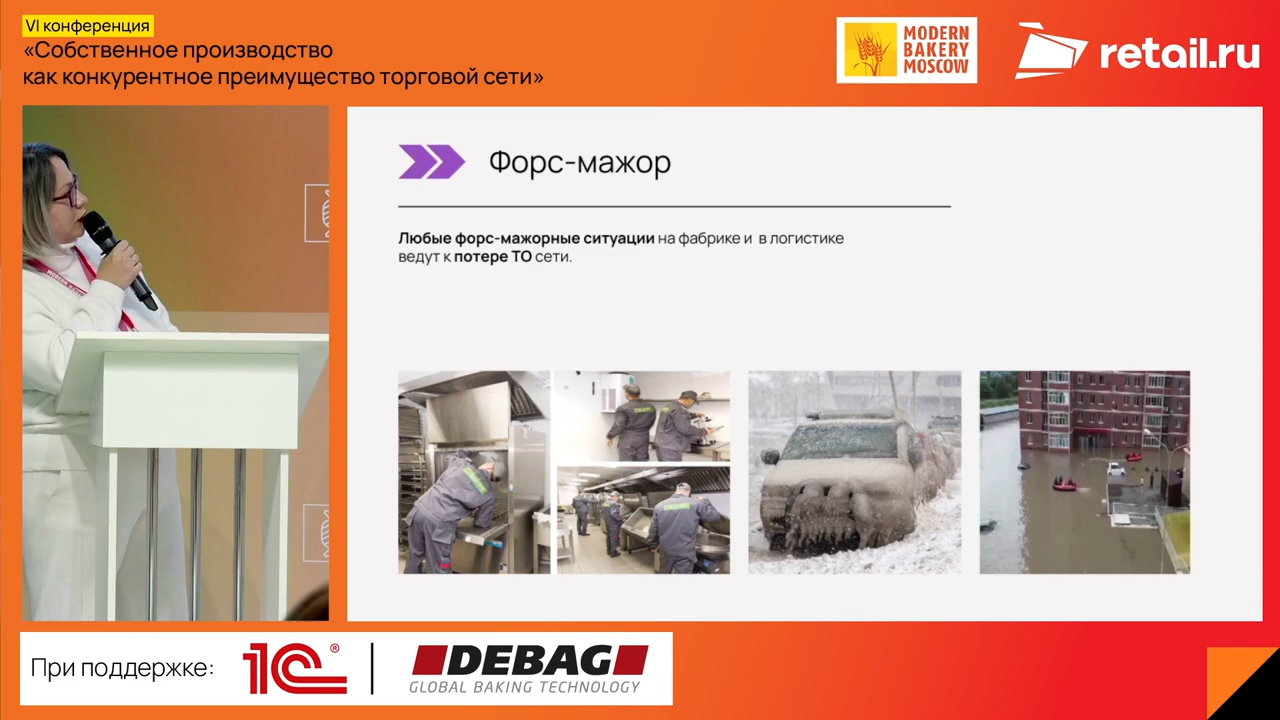 VI конференция
«Собственное производство
как конкурентное преимущество торговой сети»
MODERN
BAKERY
MOSCOW
retail.ru
Форс-мажор
Любые форс-мажорные ситуации на фабрике и в логистике
ведут к потере ТО сети.
При поддержке:
1С®
DEBAG
GLOBAL BAKING TECHNOLOGY